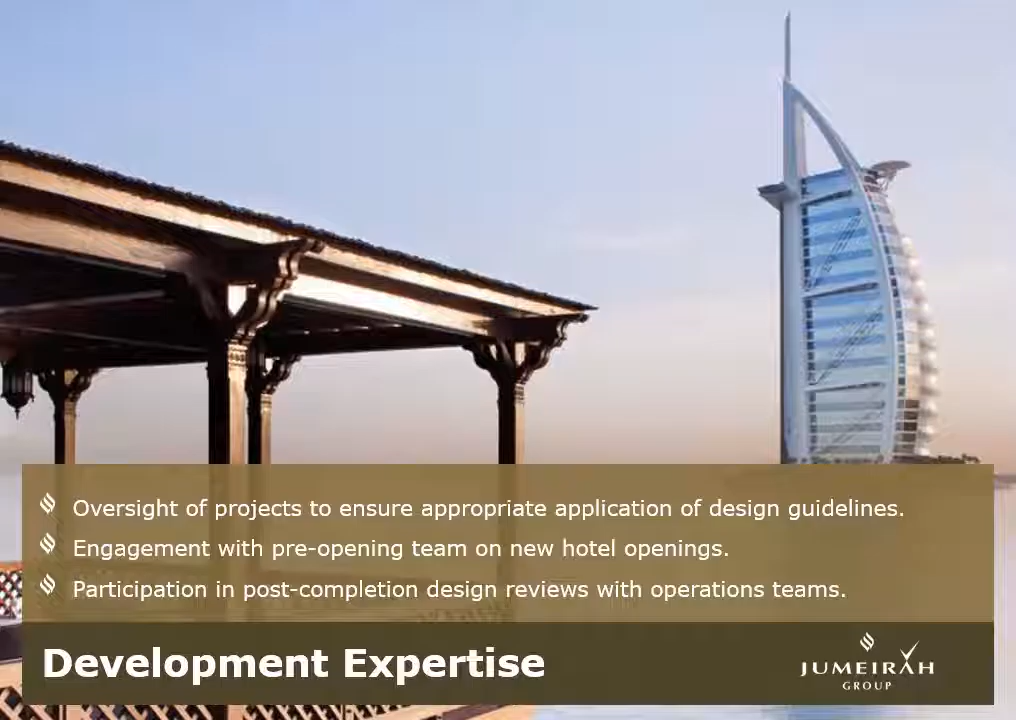 Oversight of projects to ensure appropriate application of design guidelines.
Engagement with pre-opening team on new hotel openings.
Participation in post-completion design reviews with operations teams.
Development Expertise
JUMEIRAH
GROUP